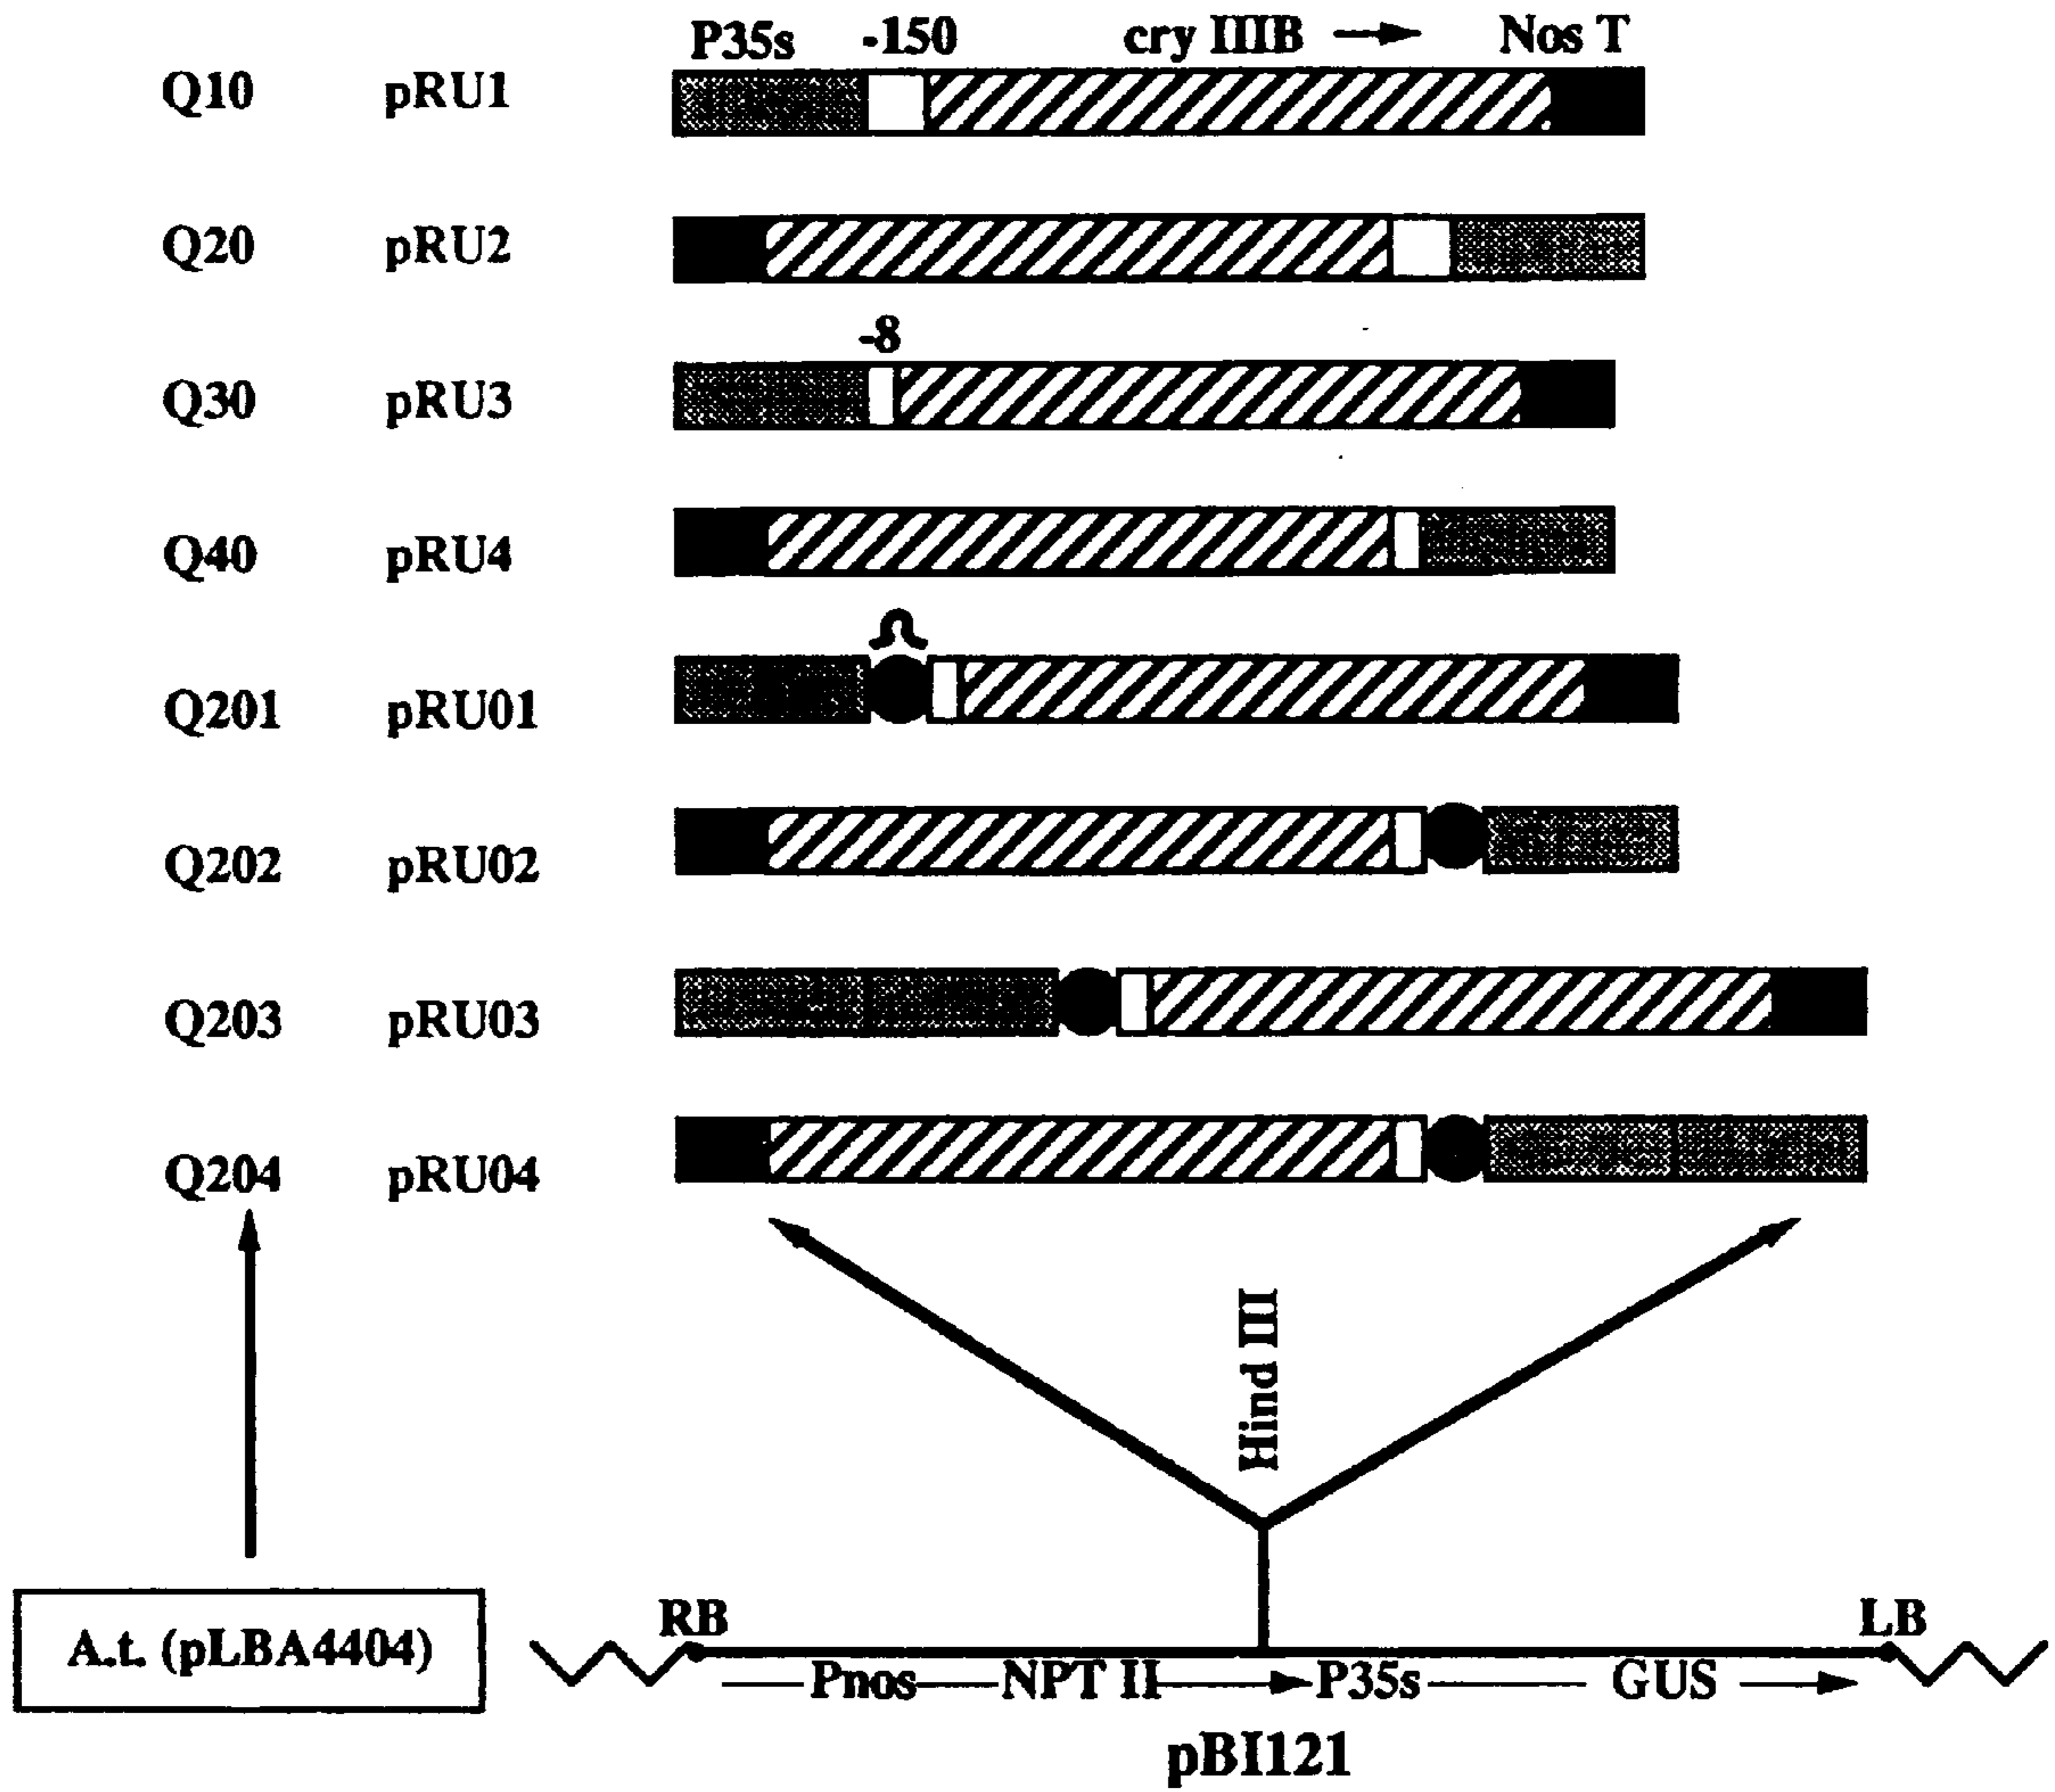 P35s -150 cry IIIB → Nos T
Q10 pRU1
Q20 pRU2
-8
Q30 pRU3
Q40 pRU4
Ω
Q201 pRU01
Q202 pRU02
Q203 pRU03
Q204 pRU04
Hind III
A.t. (pLBA4404)
RB LB
Pnos NPT II P35s GUS
pBI121